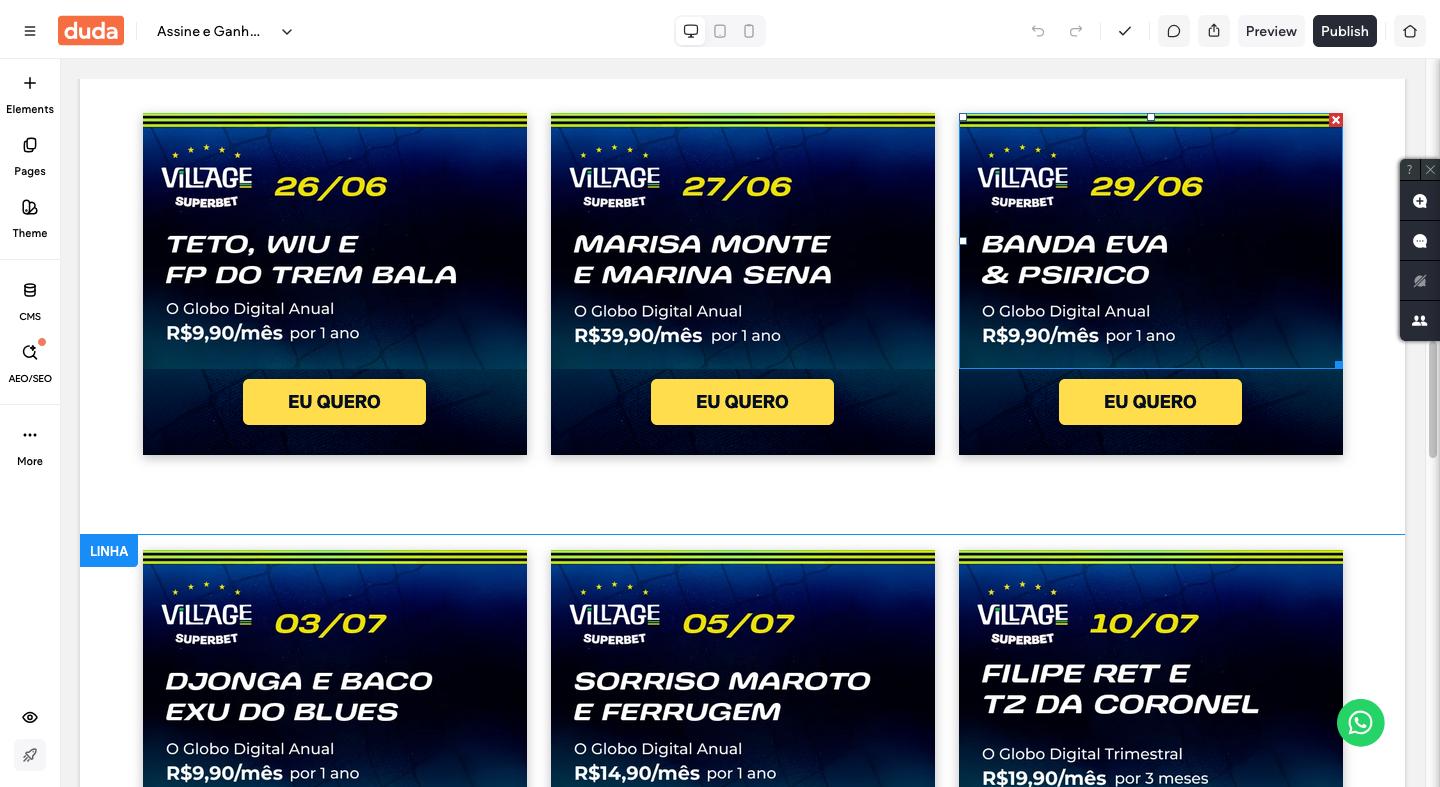 duda
Assine e Ganh...
Preview
Publish
Elements
Pages
Theme
CMS
AEO/SEO
More
?
VILLAGE
SUPERBET
26/06
TETO, WIU E
FP DO TREM BALA
O Globo Digital Anual
R$9,90/mês por 1 ano
EU QUERO
VILLAGE
SUPERBET
27/06
MARISA MONTE
E MARINA SENA
O Globo Digital Anual
R$39,90/mês por 1 ano
EU QUERO
VILLAGE
SUPERBET
29/06
BANDA EVA
& PSIRICO
O Globo Digital Anual
R$9,90/mês por 1 ano
EU QUERO
LINHA
VILLAGE
SUPERBET
03/07
DJONGA E BACO
EXU DO BLUES
O Globo Digital Anual
R$9,90/mês por 1 ano
VILLAGE
SUPERBET
05/07
SORRISO MAROTO
E FERRUGEM
O Globo Digital Anual
R$14,90/mês por 1 ano
VILLAGE
SUPERBET
10/07
FILIPE RET E
T2 DA CORONEL
O Globo Digital Trimestral
R$19,90/mês por 3 meses